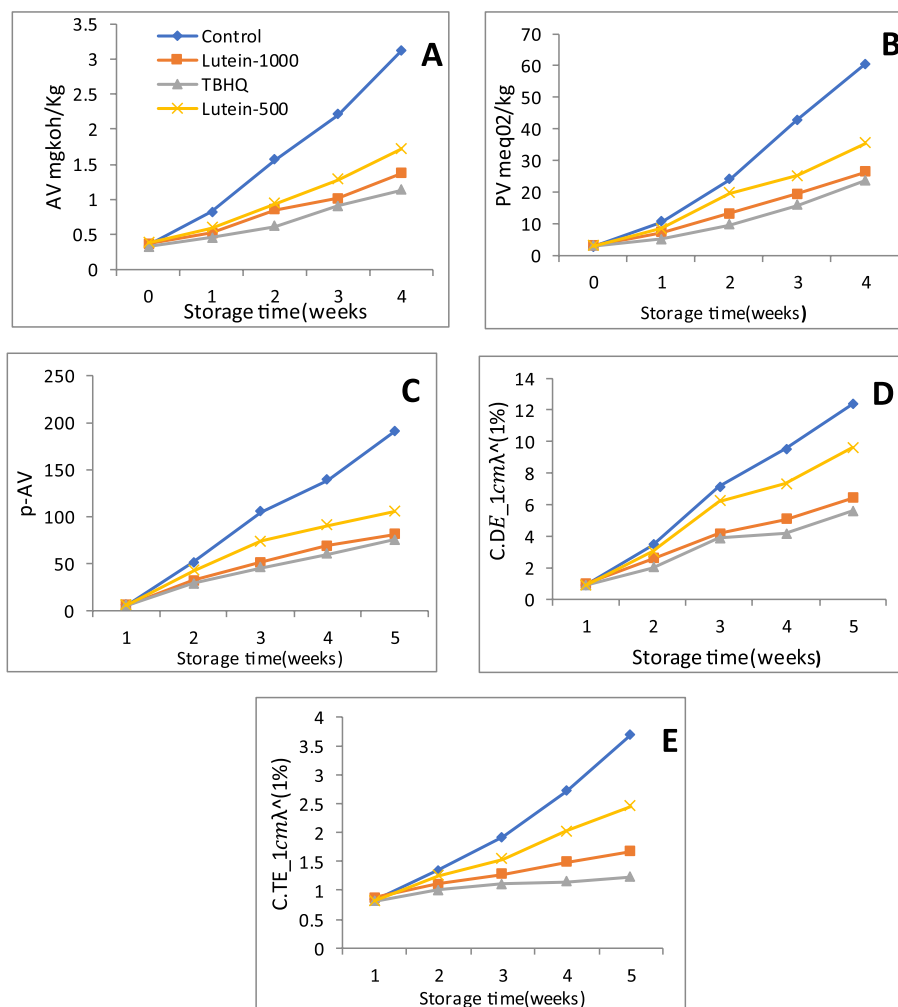 A
AV mgkoh/Kg
3.5
3
2.5
2
1.5
1
0.5
0
Control
Lutein-1000
TBHQ
Lutein-500
0 1 2 3 4
Storage time(weeks
B
PV meq02/kg
70
60
50
40
30
20
10
0
0 1 2 3 4
Storage time(weeks)
C
p-AV
250
200
150
100
50
0
1 2 3 4 5
Storage time(weeks)
D
C.DE_1cmλ^(1%)
14
12
10
8
6
4
2
0
1 2 3 4 5
Storage time(weeks)
E
C.TE_1cmλ^(1%)
4
3.5
3
2.5
2
1.5
1
0.5
0
1 2 3 4 5
Storage time(weeks)